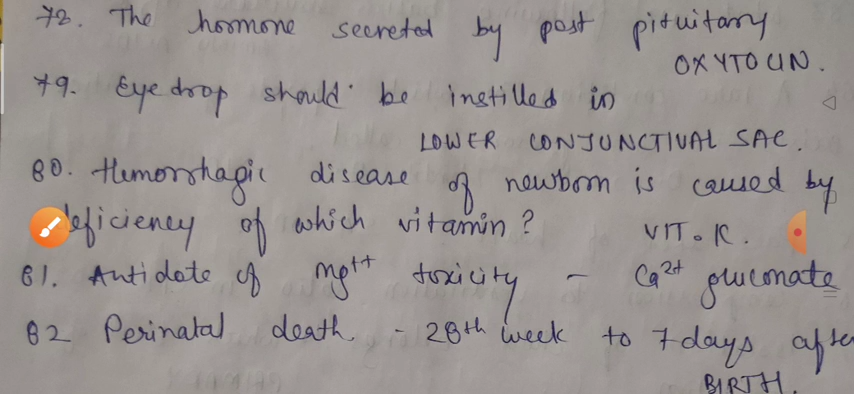 78. The hormone secreted by post pituitary
OXYTOCIN.
79. Eye drop should be instilled in
LOWER CONJUNCTIVAL SAC.
80. Hemorrhagic disease of newborn is caused by
deficiency of which vitamin? VIT. K.
81. Antidote of Mg++ toxicity - Ca2+ gluconate
82 Perinatal death - 28th week to 7 days after
BIRTH.